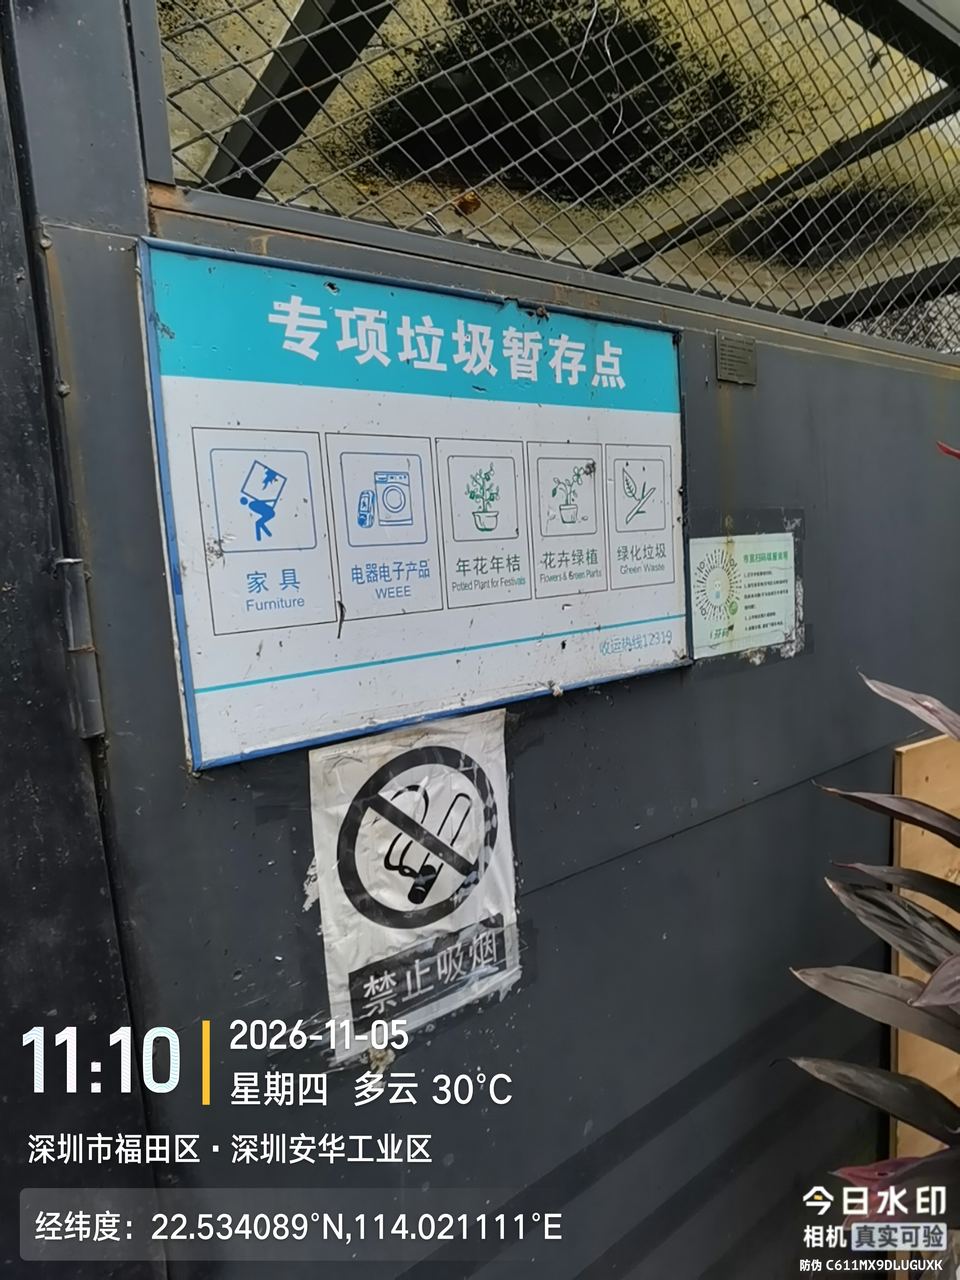 专项垃圾暂存点
家具
Furniture
电器电子产品
WEEE
年花年桔
Potted Plant for Festivals
花卉绿植
Flowers & Green Plants
绿化垃圾
Green Waste
收运热线12319
禁止吸烟
11:10
2026-11-05
星期四 多云 30°C
深圳市福田区·深圳安华工业区
经纬度：22.534089°N,114.021111°E
今日水印
相机 真实可验
防伪 C611MX9DLUGUXK